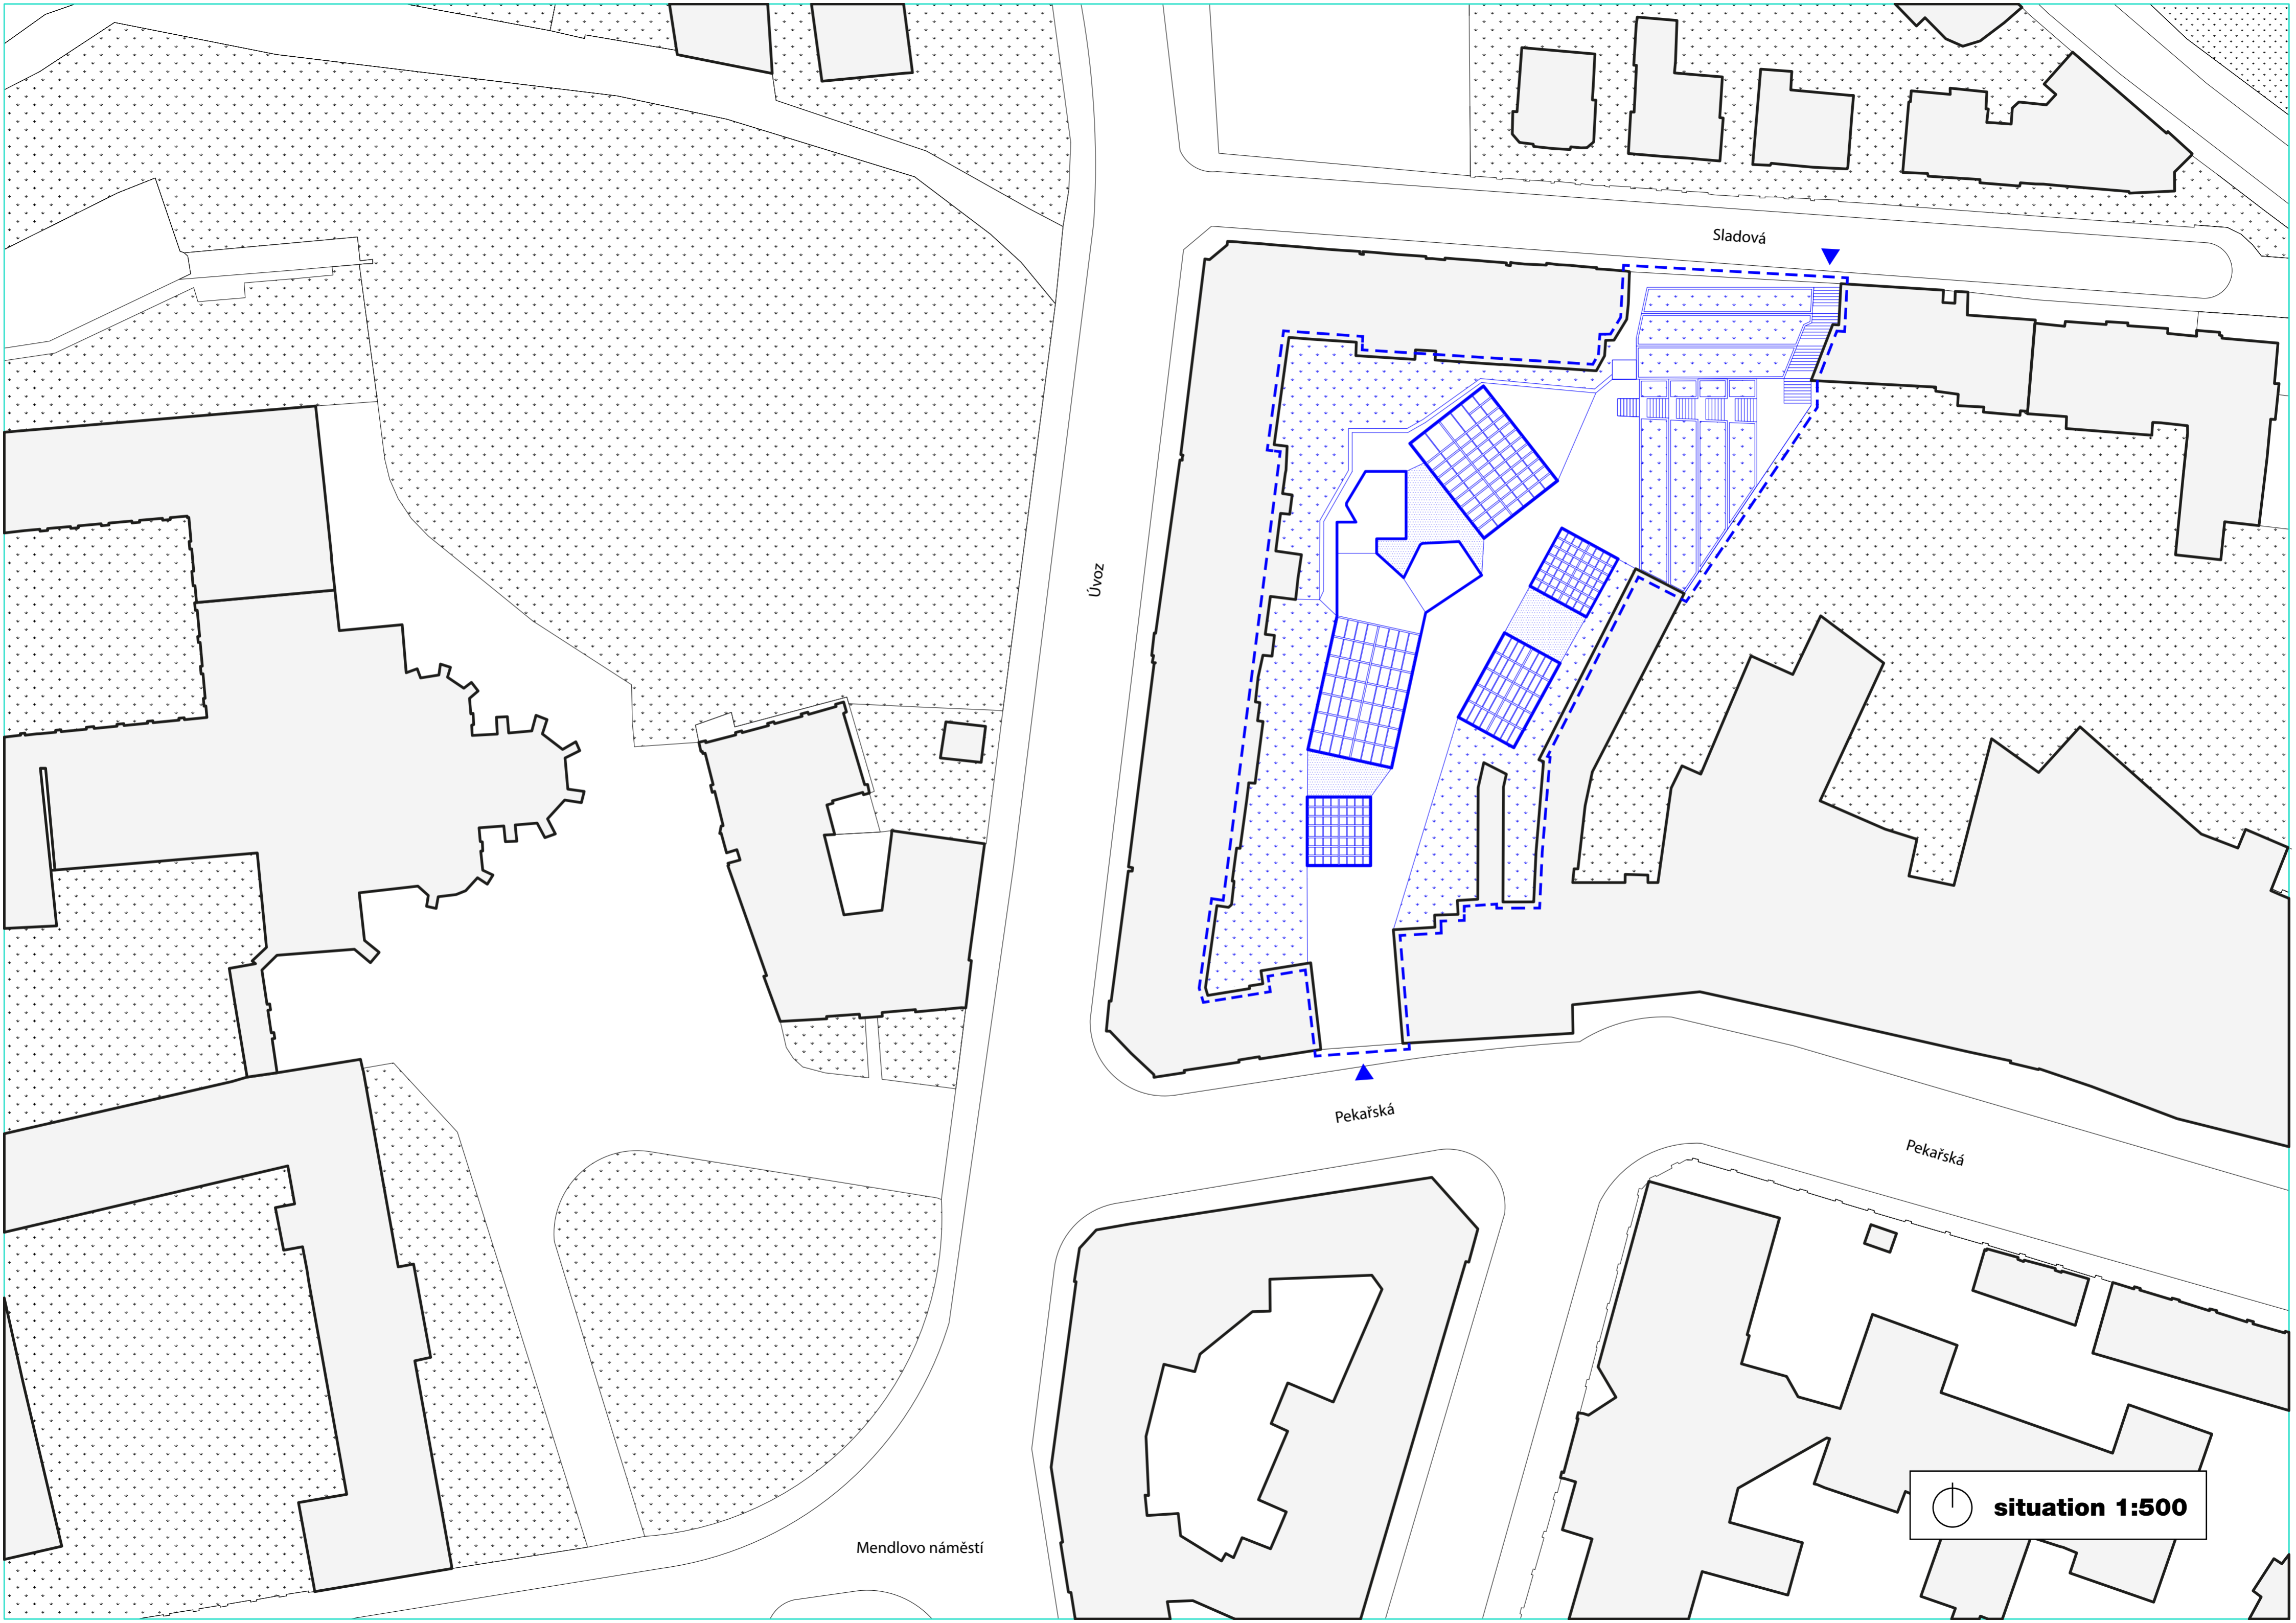 Sladová
Úvoz
Pekařská
Pekařská
Mendlovo náměstí
situation 1:500